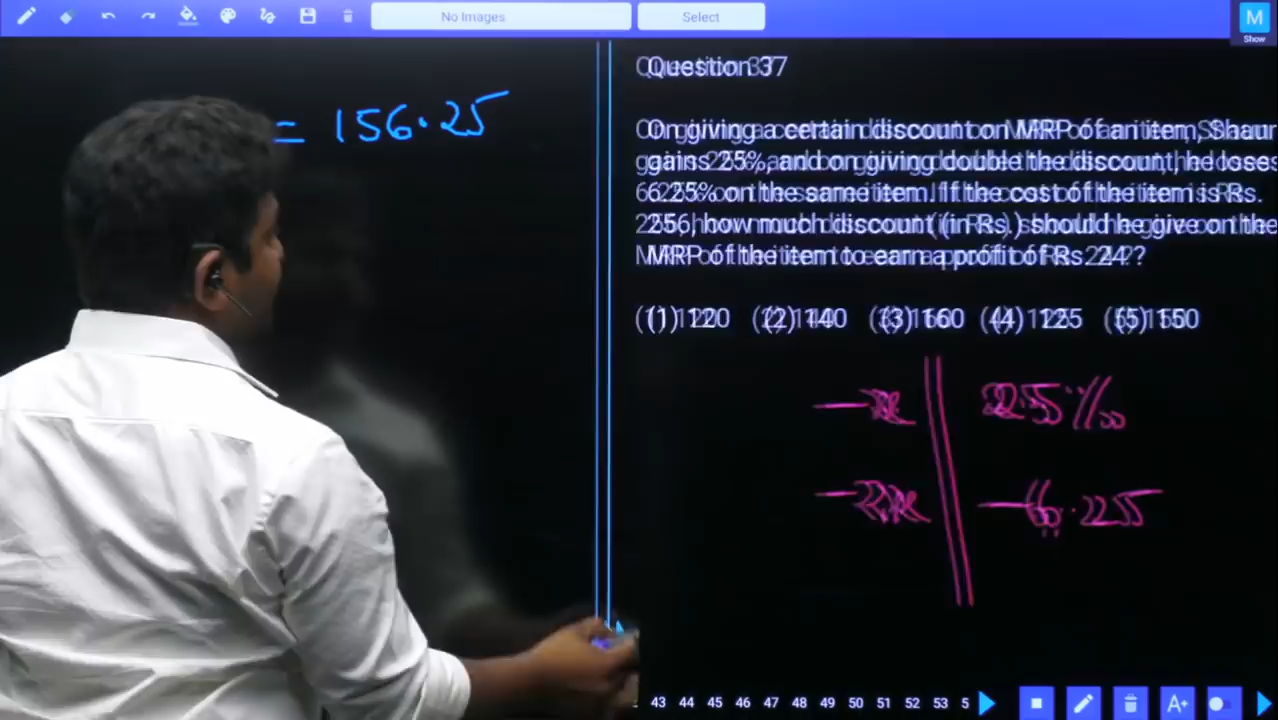 No Images
Select
M
Show
= 156.25
Question 37
On giving a certain discount on MRP of an item, Shaur
gains 25%, and on giving double the discount, he loses
6.25% on the same item. If the cost of the item is Rs.
256, how much discount (in Rs.) should he give on the
MRP of the item to earn a profit of Rs. 24?
(1) 120 (2) 140 (3) 160 (4) 125 (5) 150
25%
-6.25
43 44 45 46 47 48 49 50 51 52 53 5
A+